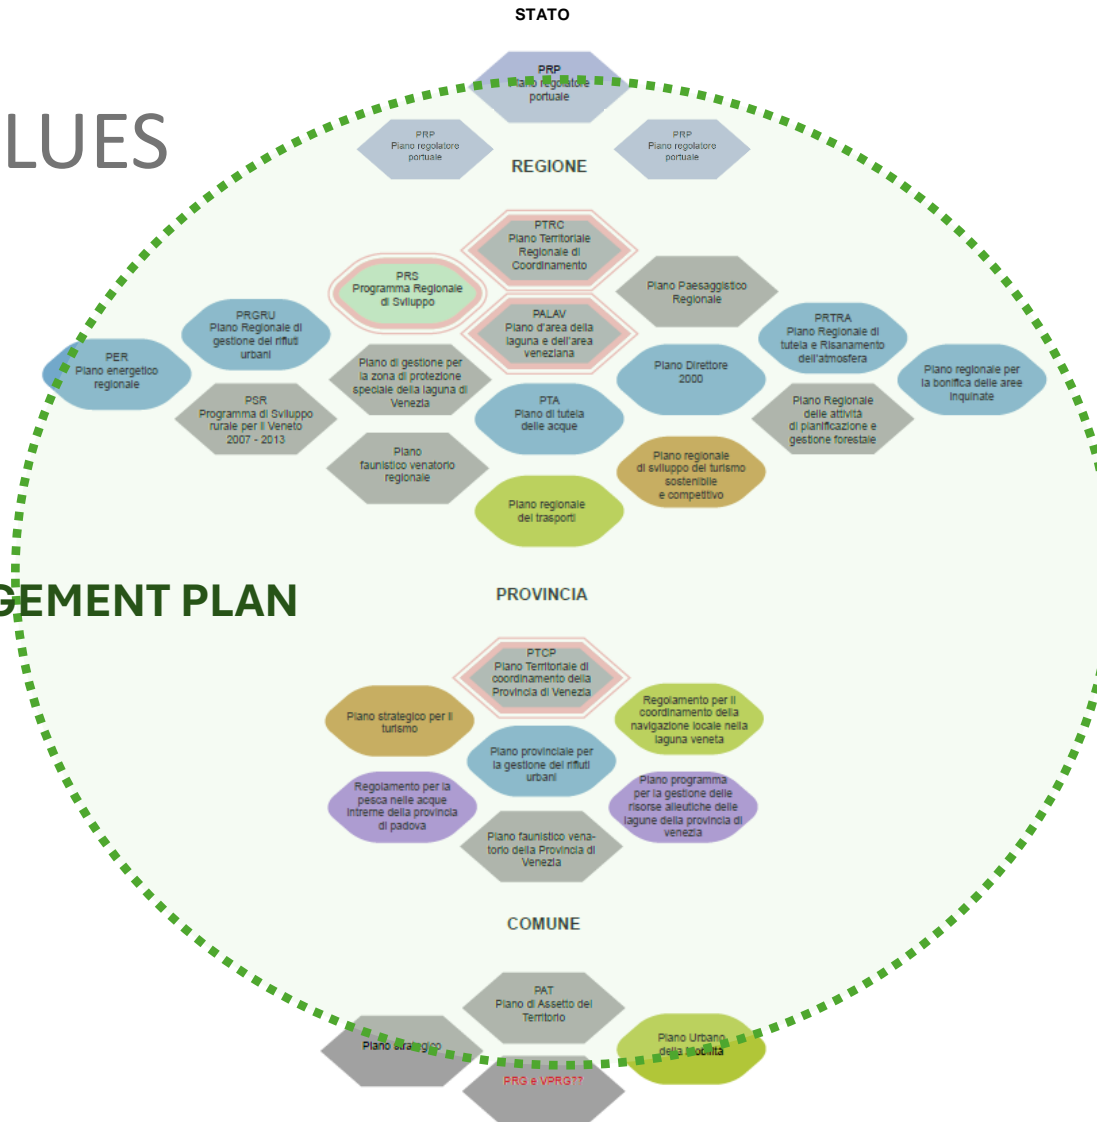 STATO
PRP
Piano regolatore
portuale
LUES
PRP
Piano regolatore
portuale
PRP
Piano regolatore
portuale
REGIONE
PTRC
Piano Territoriale
Regionale di
Coordinamento
PRS
Programma Regionale
di Sviluppo
Piano Paesaggistico
Regionale
PRGRU
Piano Regionale di
gestione dei rifiuti
urbani
PALAV
Piano d'area della
laguna e dell'area
veneziana
PRTRA
Piano Regionale di
tutela e Risanamento
dell'atmosfera
PER
Piano energetico
regionale
Piano di gestione per
la zona di protezione
speciale della laguna di
Venezia
Piano Direttore
2000
Piano regionale per
la bonifica delle aree
inquinate
PSR
Programma di Sviluppo
rurale per il Veneto
2007 - 2013
PTA
Piano di tutela
delle acque
Piano Regionale
delle attività
di pianificazione e
gestione forestale
Piano
faunistico venatorio
regionale
Piano regionale
di sviluppo del turismo
sostenibile
e competitivo
Piano regionale
dei trasporti
GEMENT PLAN
PROVINCIA
PTCP
Piano Territoriale di
coordinamento della
Provincia di Venezia
Piano strategico per il
turismo
Regolamento per il
coordinamento della
navigazione locale nella
laguna veneta
Piano provinciale per
la gestione dei rifiuti
urbani
Regolamento per la
pesca nelle acque
intreme della provincia
di padova
Piano programma
per la gestione delle
risorse alieutiche delle
lagune della provincia di
venezia
Piano faunistico vena-
torio della Provincia di
Venezia
COMUNE
PAT
Piano di Assetto del
Territorio
Piano strategico
Piano Urbano
della Mobilità
PRG e VPRG??